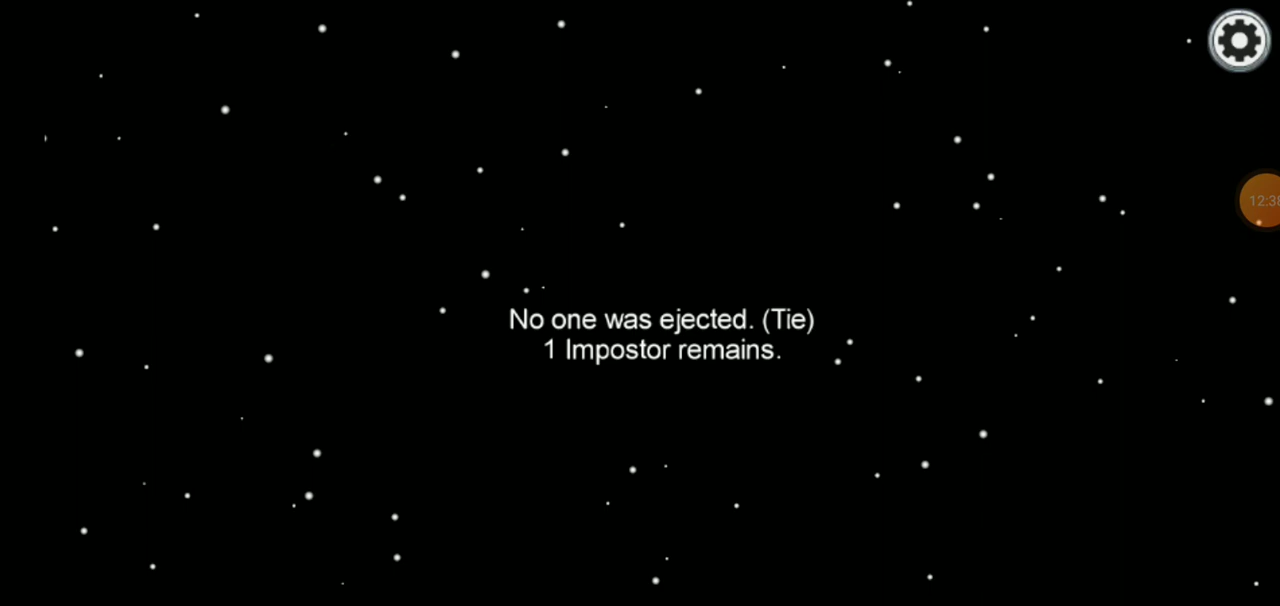 No one was ejected. (Tie)
1 Impostor remains.